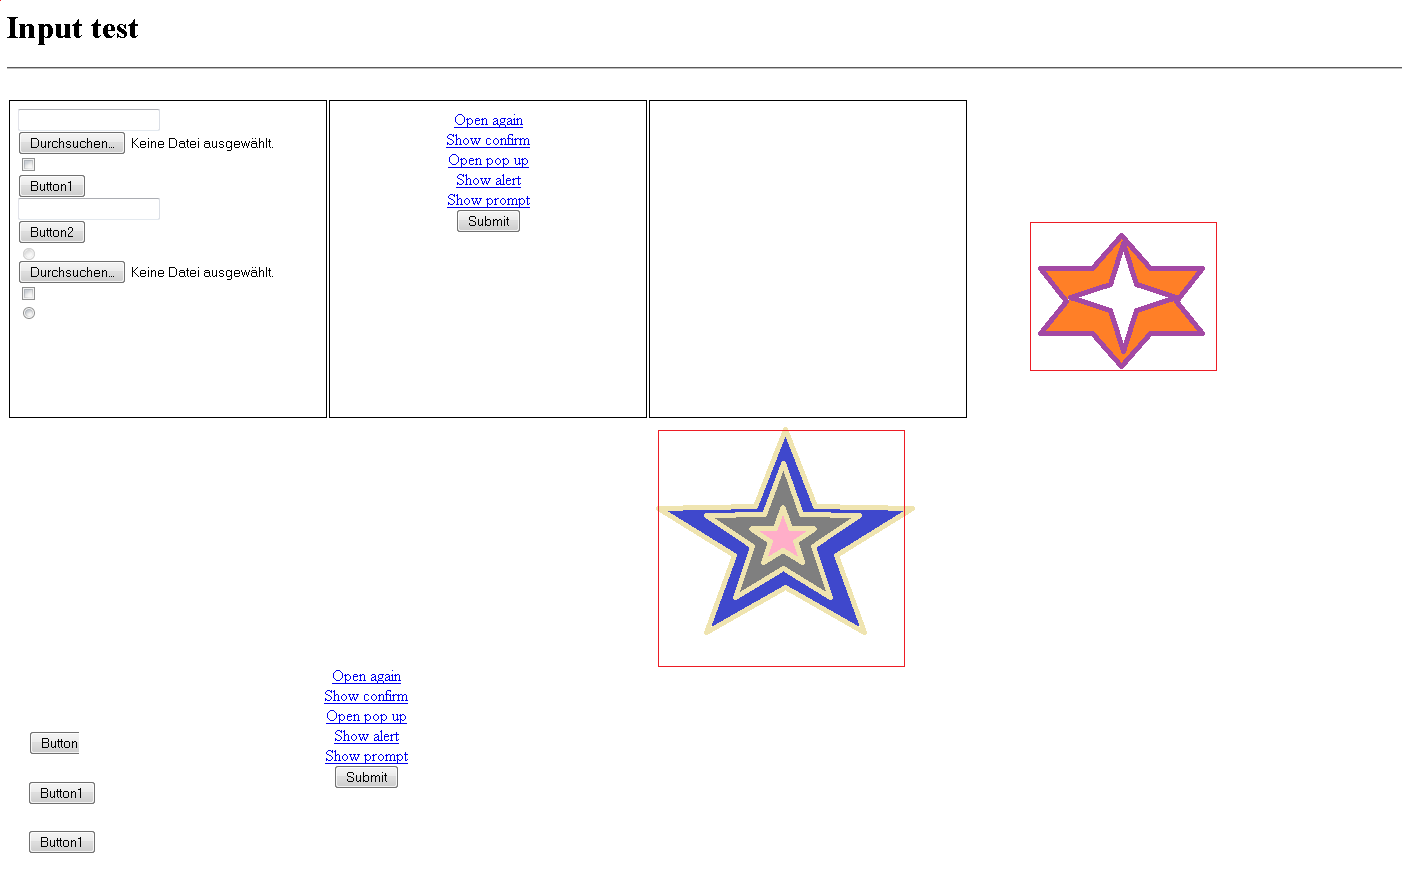 Input test
Durchsuchen... Keine Datei ausgewählt.
Button1
Button2
Durchsuchen... Keine Datei ausgewählt.
Open again
Show confirm
Open pop up
Show alert
Show prompt
Submit
Open again
Show confirm
Open pop up
Show alert
Show prompt
Submit
Button
Button1
Button1